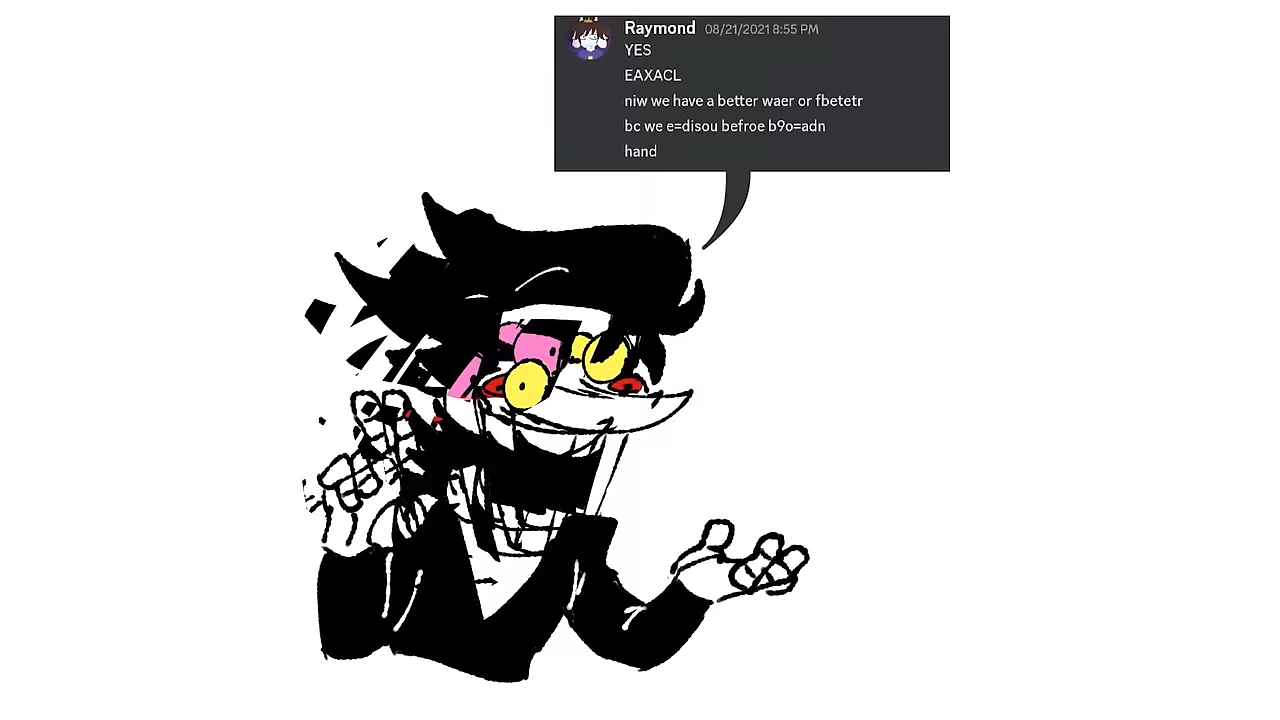 Raymond 08/21/2021 8:55 PM
YES
EAXACL
niw we have a better waer or fbetetr
bc we e=disou befroe b9o=adn
hand